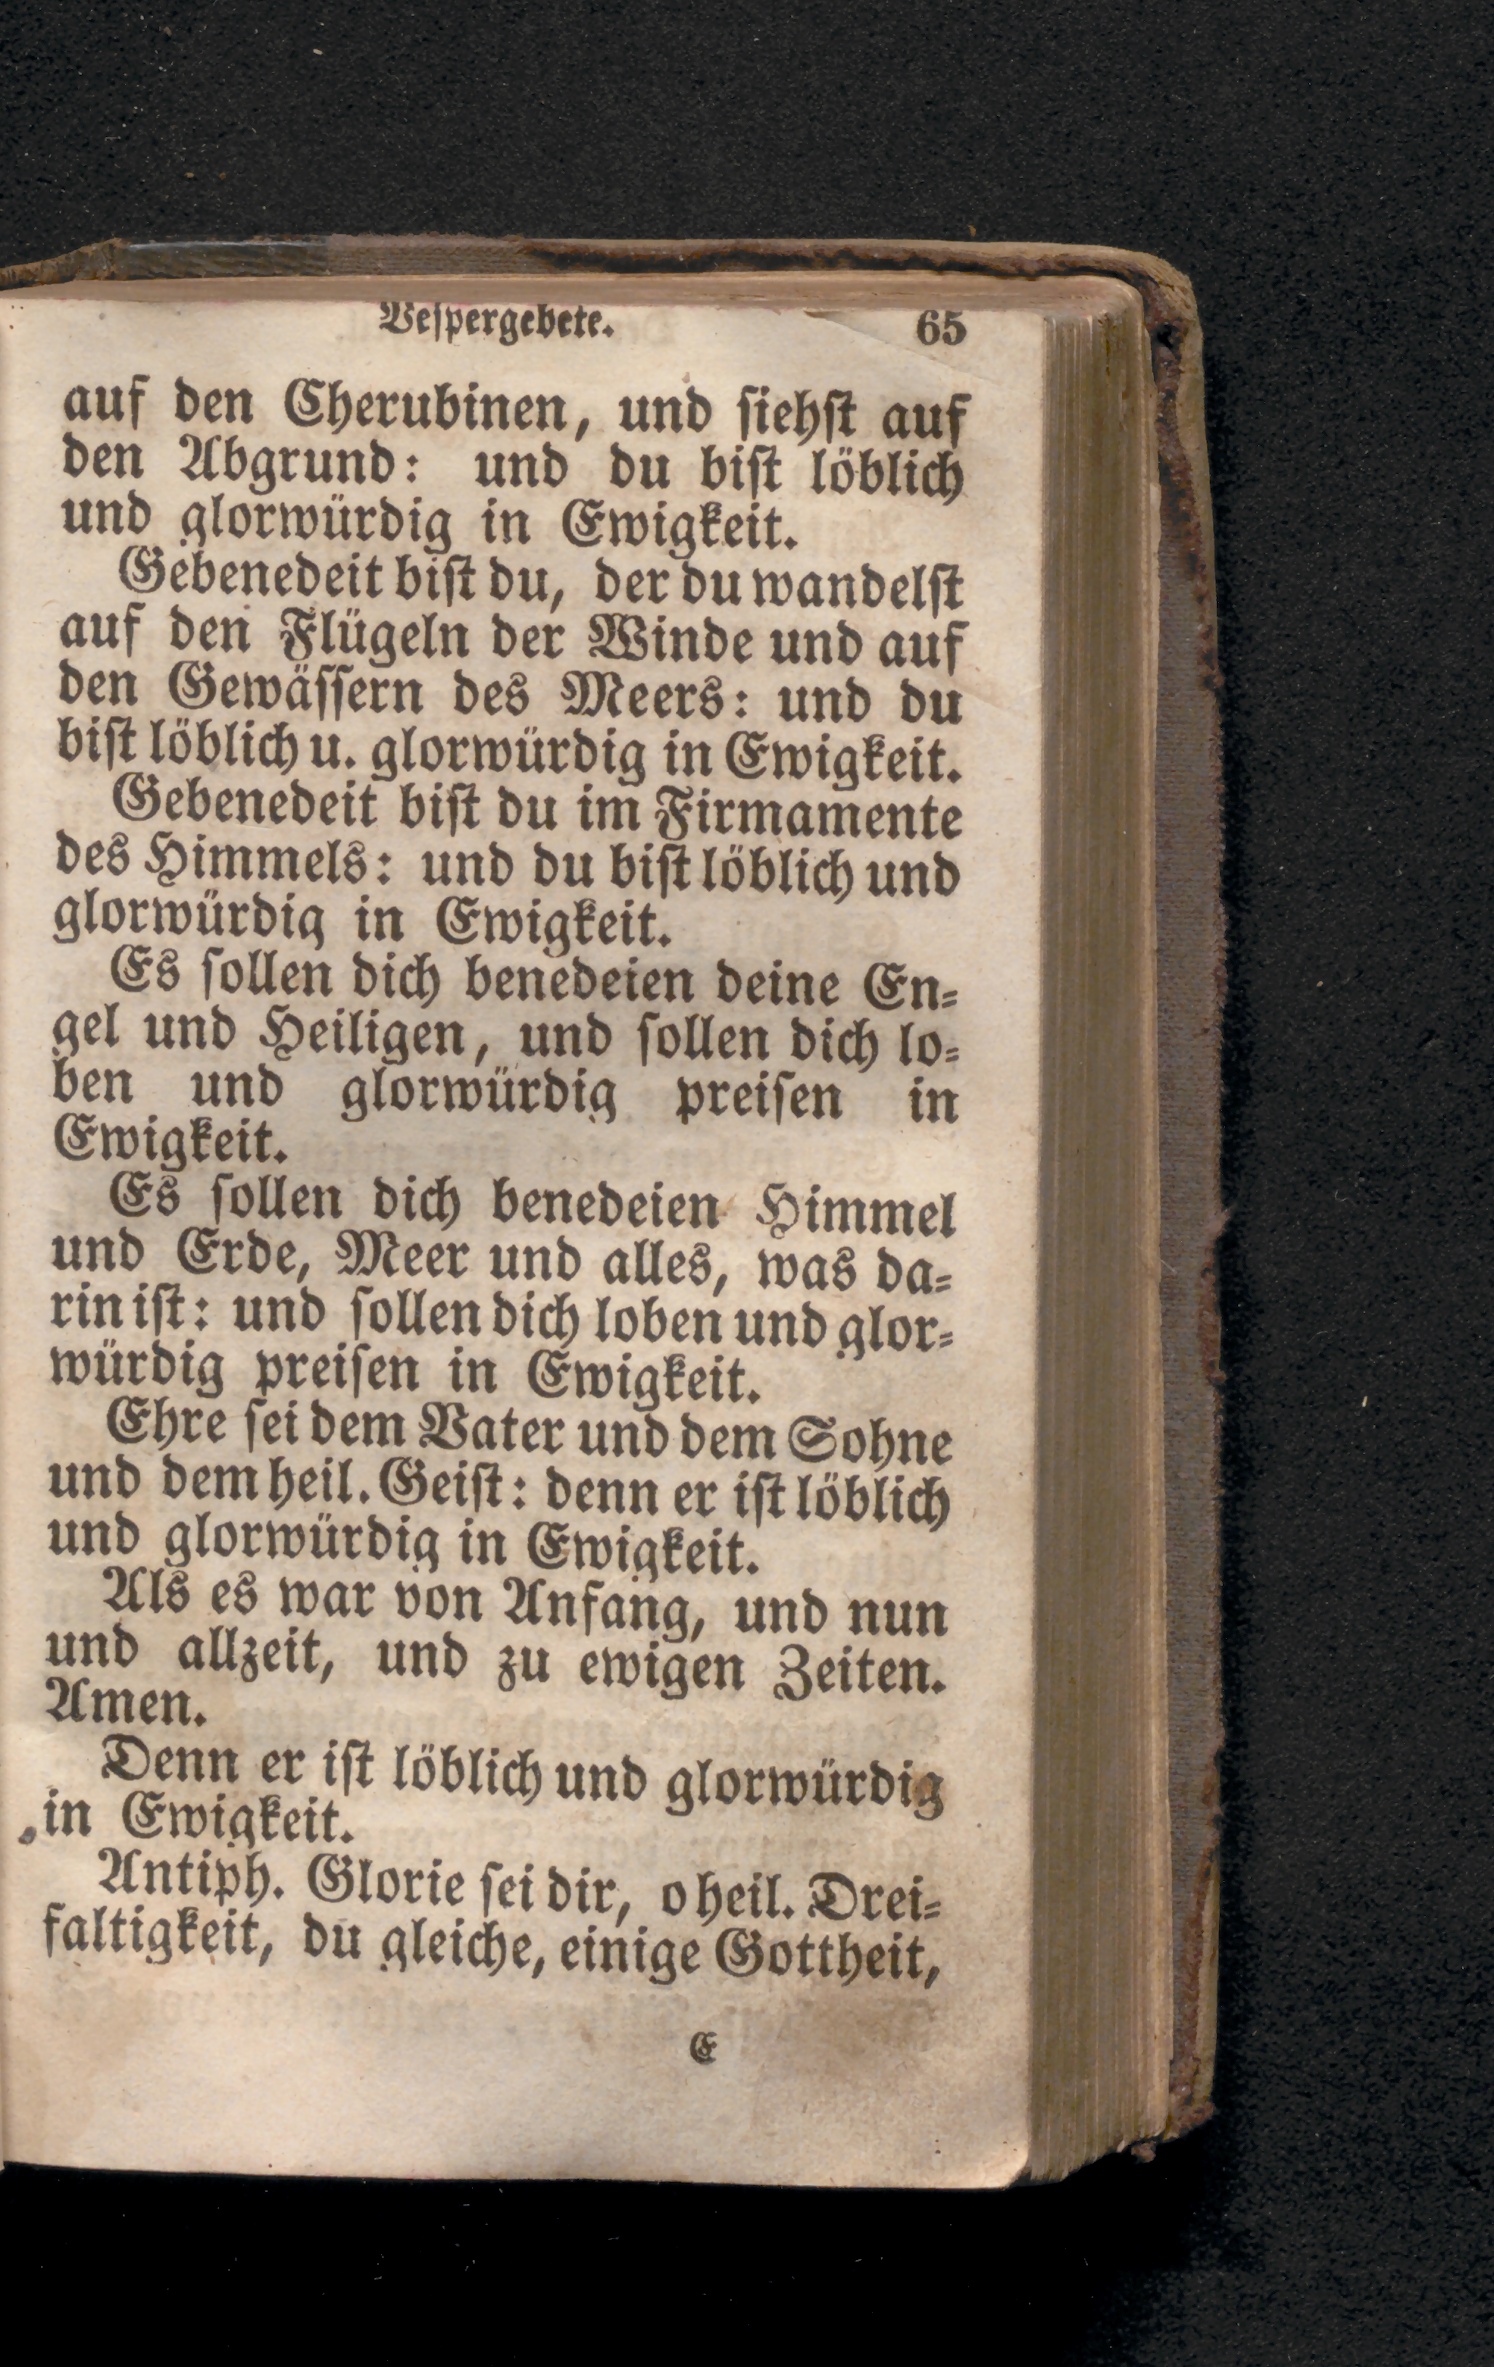 Vespergebete. 65
auf den Cherubinen, und siehst auf
den Abgrund: und du bist löblich
und glorwürdig in Ewigkeit.
Gebenedeit bist du, der du wandelst
auf den Flügeln der Winde und auf
den Gewässern des Meers: und du
bist löblich u. glorwürdig in Ewigkeit.
Gebenedeit bist du im Firmamente
des Himmels: und du bist löblich und
glorwürdig in Ewigkeit.
Es sollen dich benedeien deine En-
gel und Heiligen, und sollen dich lo-
ben und glorwürdig preisen in
Ewigkeit.
Es sollen dich benedeien Himmel
und Erde, Meer und alles, was da-
rin ist: und sollen dich loben und glor-
würdig preisen in Ewigkeit.
Ehre sei dem Vater und dem Sohne
und dem heil. Geist: denn er ist löblich
und glorwürdig in Ewigkeit.
Als es war von Anfang, und nun
und allzeit, und zu ewigen Zeiten.
Amen.
Denn er ist löblich und glorwürdig
in Ewigkeit.
Antiph. Glorie sei dir, o heil. Drei-
faltigkeit, du gleiche, einige Gottheit,
E